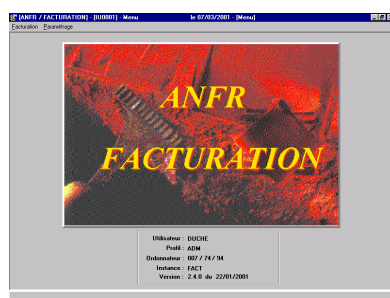 [ANFR / FACTURATION] - [IU0001] - Menu le 07/03/2001 - [Menu]
Facturation Paramétrage
ANFR
FACTURATION
Utilisateur : DUCHE
Profil : ADM
Ordonnateur : 007 / 74 / 94
Instance : FACT
Version : 2.4.0 du 22/01/2001